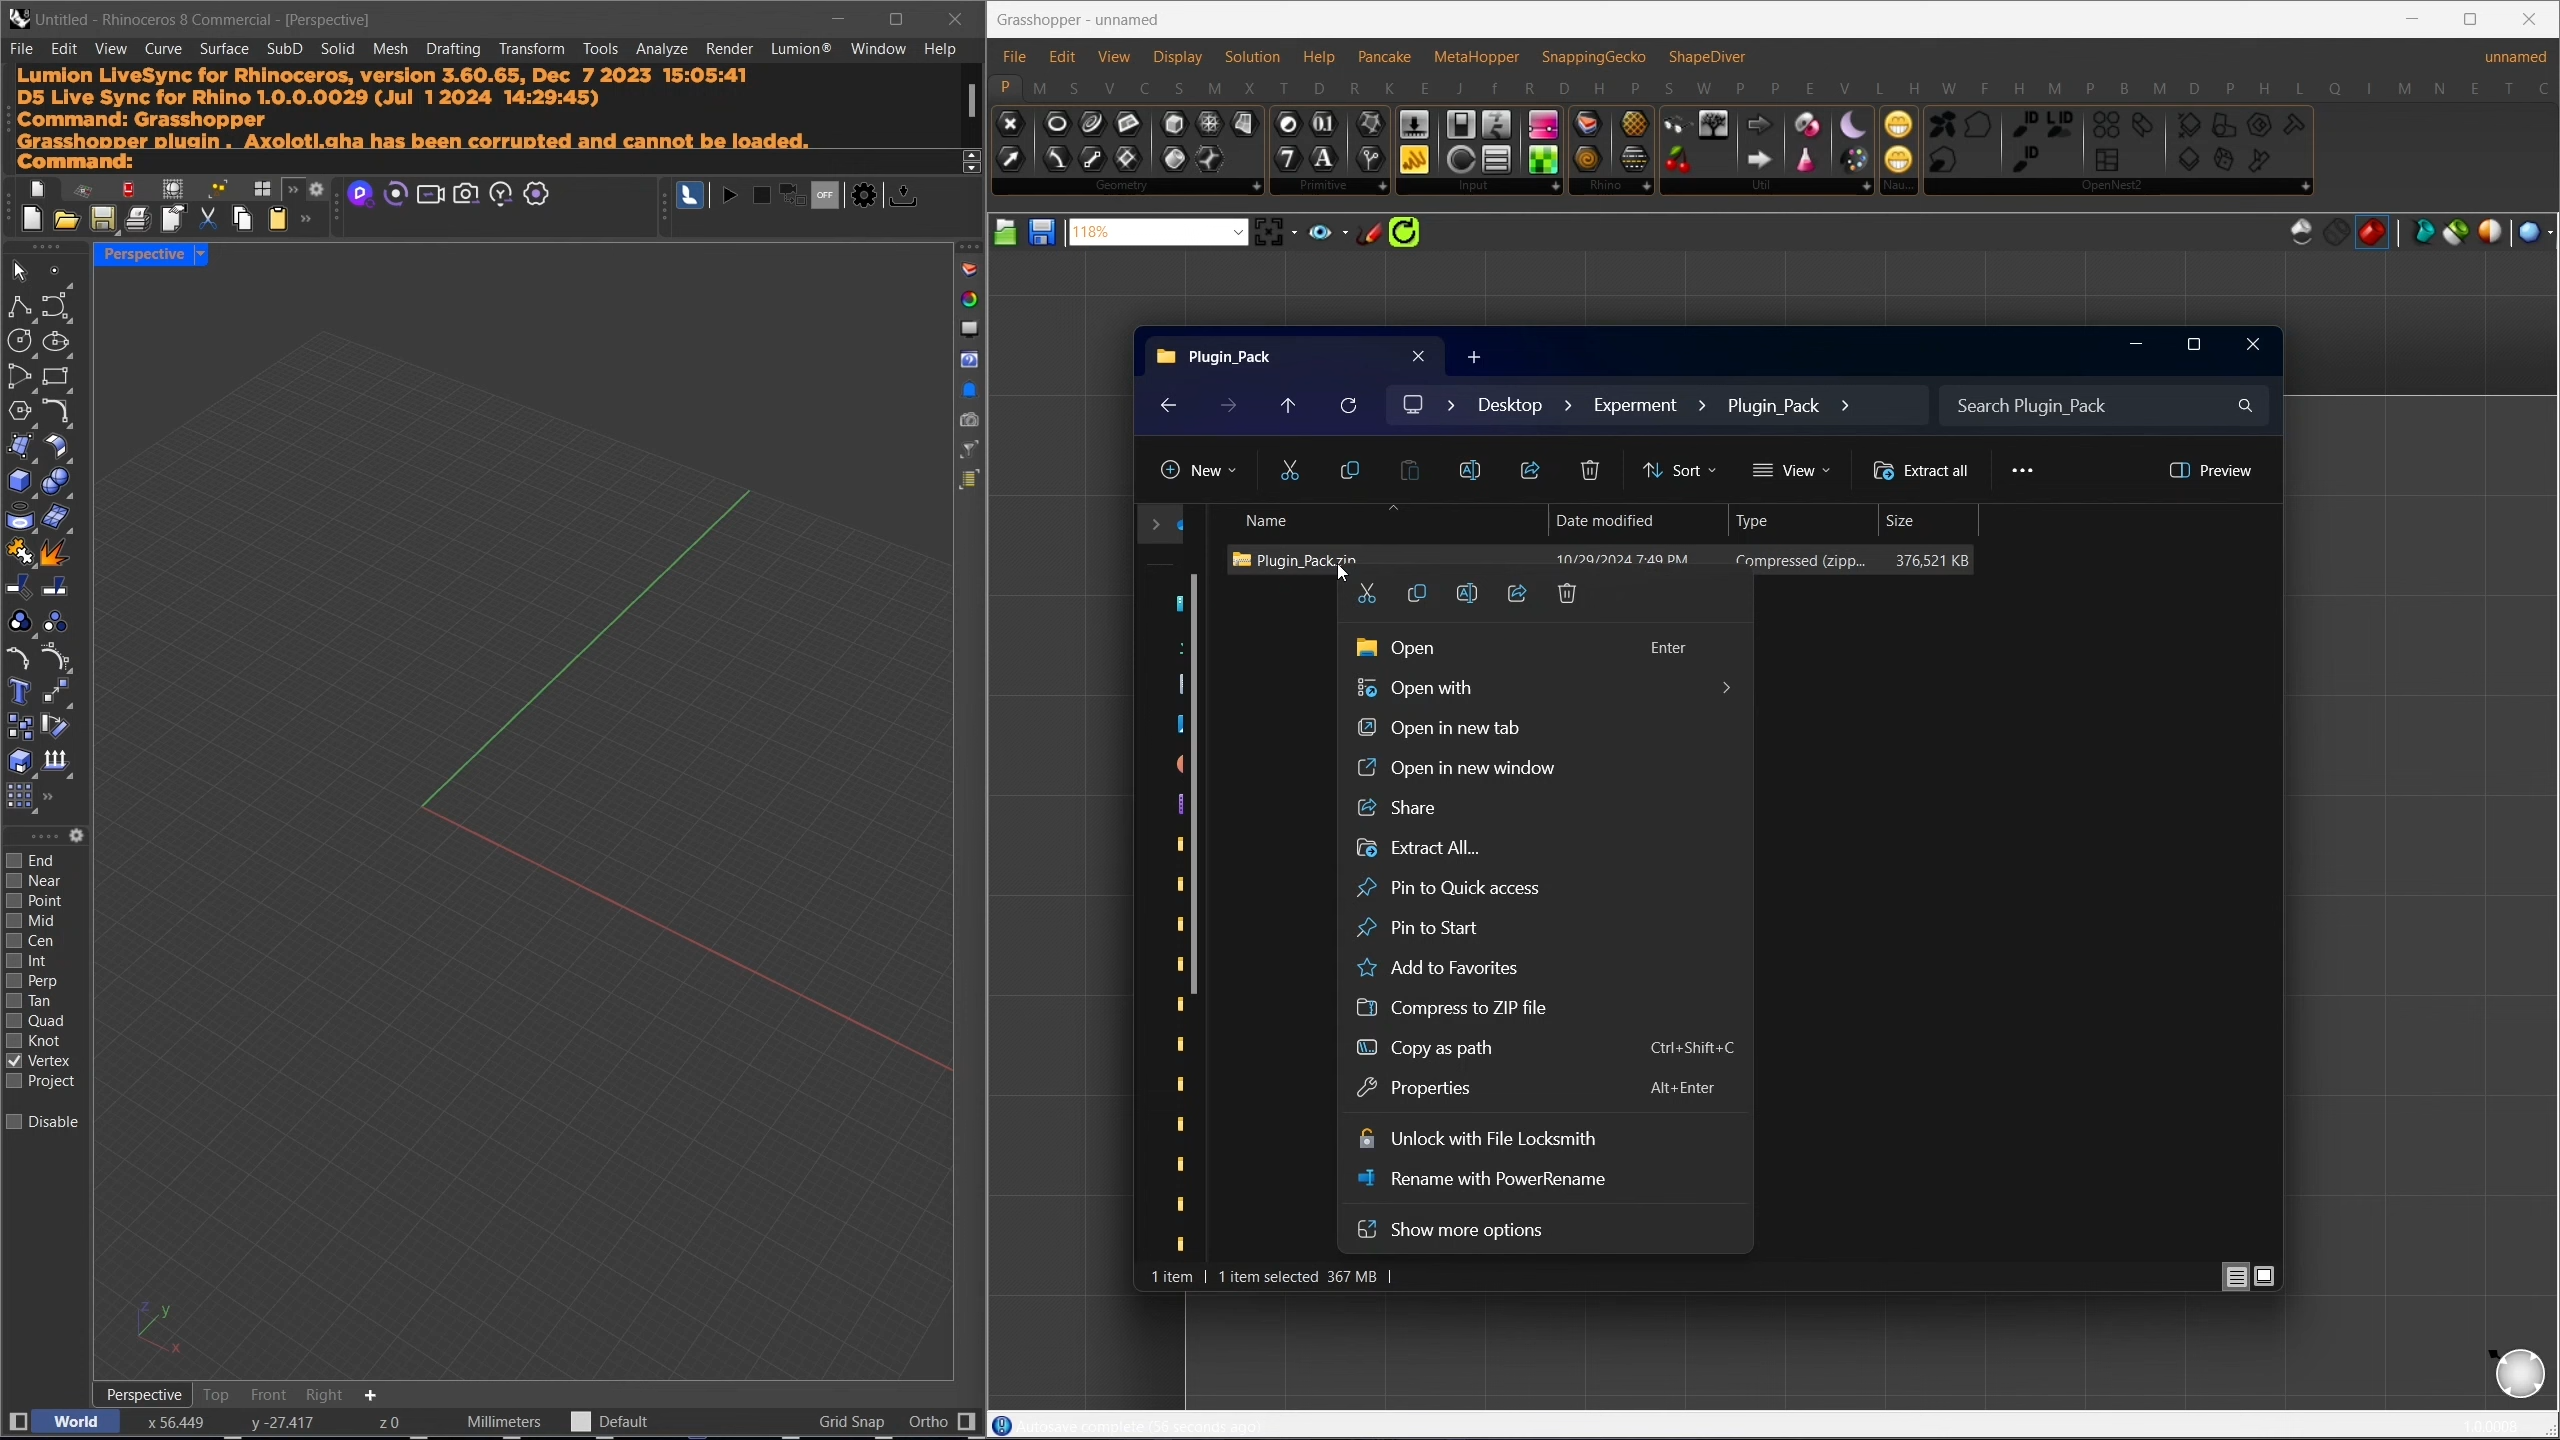 Untitled - Rhinoceros 8 Commercial - [Perspective]
File Edit View Curve Surface SubD Solid Mesh Drafting Transform Tools Analyze Render Lumion® Window Help
Lumion LiveSync for Rhinoceros, version 3.60.65, Dec 7 2023 15:05:41
D5 Live Sync for Rhino 1.0.0.0029 (Jul 1 2024 14:29:45)
Command: Grasshopper
Grasshopper plugin , Axolotl.gha has been corrupted and cannot be loaded.
Command:
OFF
Perspective
End
Near
Point
Mid
Cen
Int
Perp
Tan
Quad
Knot
Vertex
Project
Disable
z y
x
Perspective Top Front Right +
World x 56.449 y -27.417 z 0 Millimeters Default Grid Snap Ortho
Grasshopper - unnamed
File Edit View Display Solution Help Pancake MetaHopper SnappingGecko ShapeDiver unnamed
P M S V C S M X T D R K E J f R D H P S W P P E V L H W F H M P B M D P H L Q I M N E T C
Geometry Primitive Input Rhino Util Nau... OpenNest2
118%
Plugin_Pack
Desktop > Experment > Plugin_Pack >
Search Plugin_Pack
New Sort View Extract all Preview
Name Date modified Type Size
Plugin_Pack.zip 10/29/2024 7:49 PM Compressed (zipp... 376,521 KB
Open Enter
Open with
Open in new tab
Open in new window
Share
Extract All...
Pin to Quick access
Pin to Start
Add to Favorites
Compress to ZIP file
Copy as path Ctrl+Shift+C
Properties Alt+Enter
Unlock with File Locksmith
Rename with PowerRename
Show more options
1 item 1 item selected 367 MB
Autosave complete (56 seconds ago)
1.0.0008